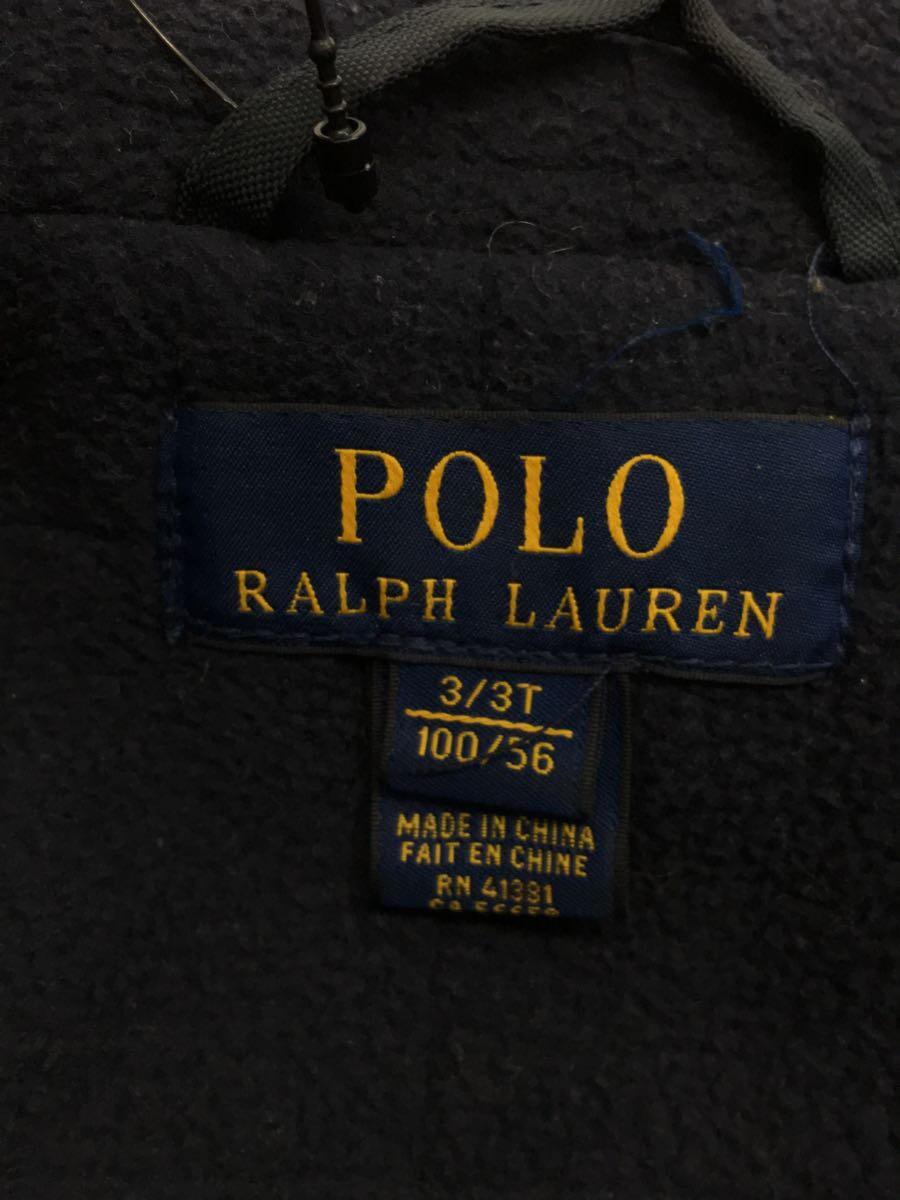 POLO
RALPH LAUREN
3/3T
100/56
MADE IN CHINA
FAIT EN CHINE
RN 41381